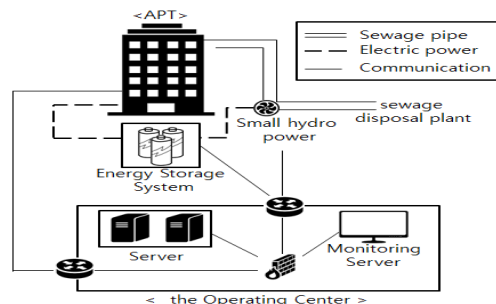 <APT>
Sewage pipe
Electric power
Communication
Small hydro
power
sewage
disposal plant
Energy Storage
System
Server
Monitoring
Server
< the Operating Center >